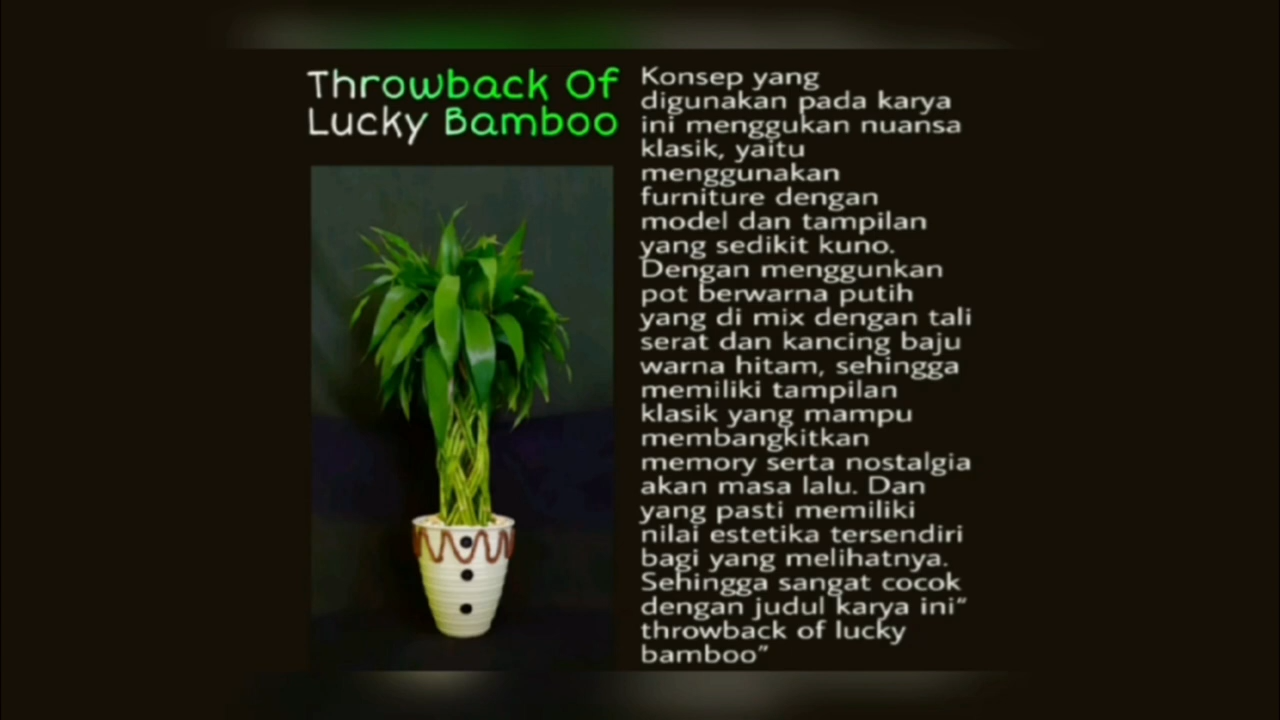 Throwback Of
Lucky Bamboo
Konsep yang
digunakan pada karya
ini menggukan nuansa
klasik, yaitu
menggunakan
furniture dengan
model dan tampilan
yang sedikit kuno.
Dengan menggunkan
pot berwarna putih
yang di mix dengan tali
serat dan kancing baju
warna hitam, sehingga
memiliki tampilan
klasik yang mampu
membangkitkan
memory serta nostalgia
akan masa lalu. Dan
yang pasti memiliki
nilai estetika tersendiri
bagi yang melihatnya.
Sehingga sangat cocok
dengan judul karya ini“
throwback of lucky
bamboo”